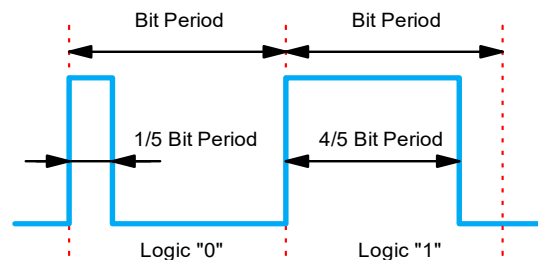 Bit Period
Bit Period
1/5 Bit Period
4/5 Bit Period
Logic "0"
Logic "1"